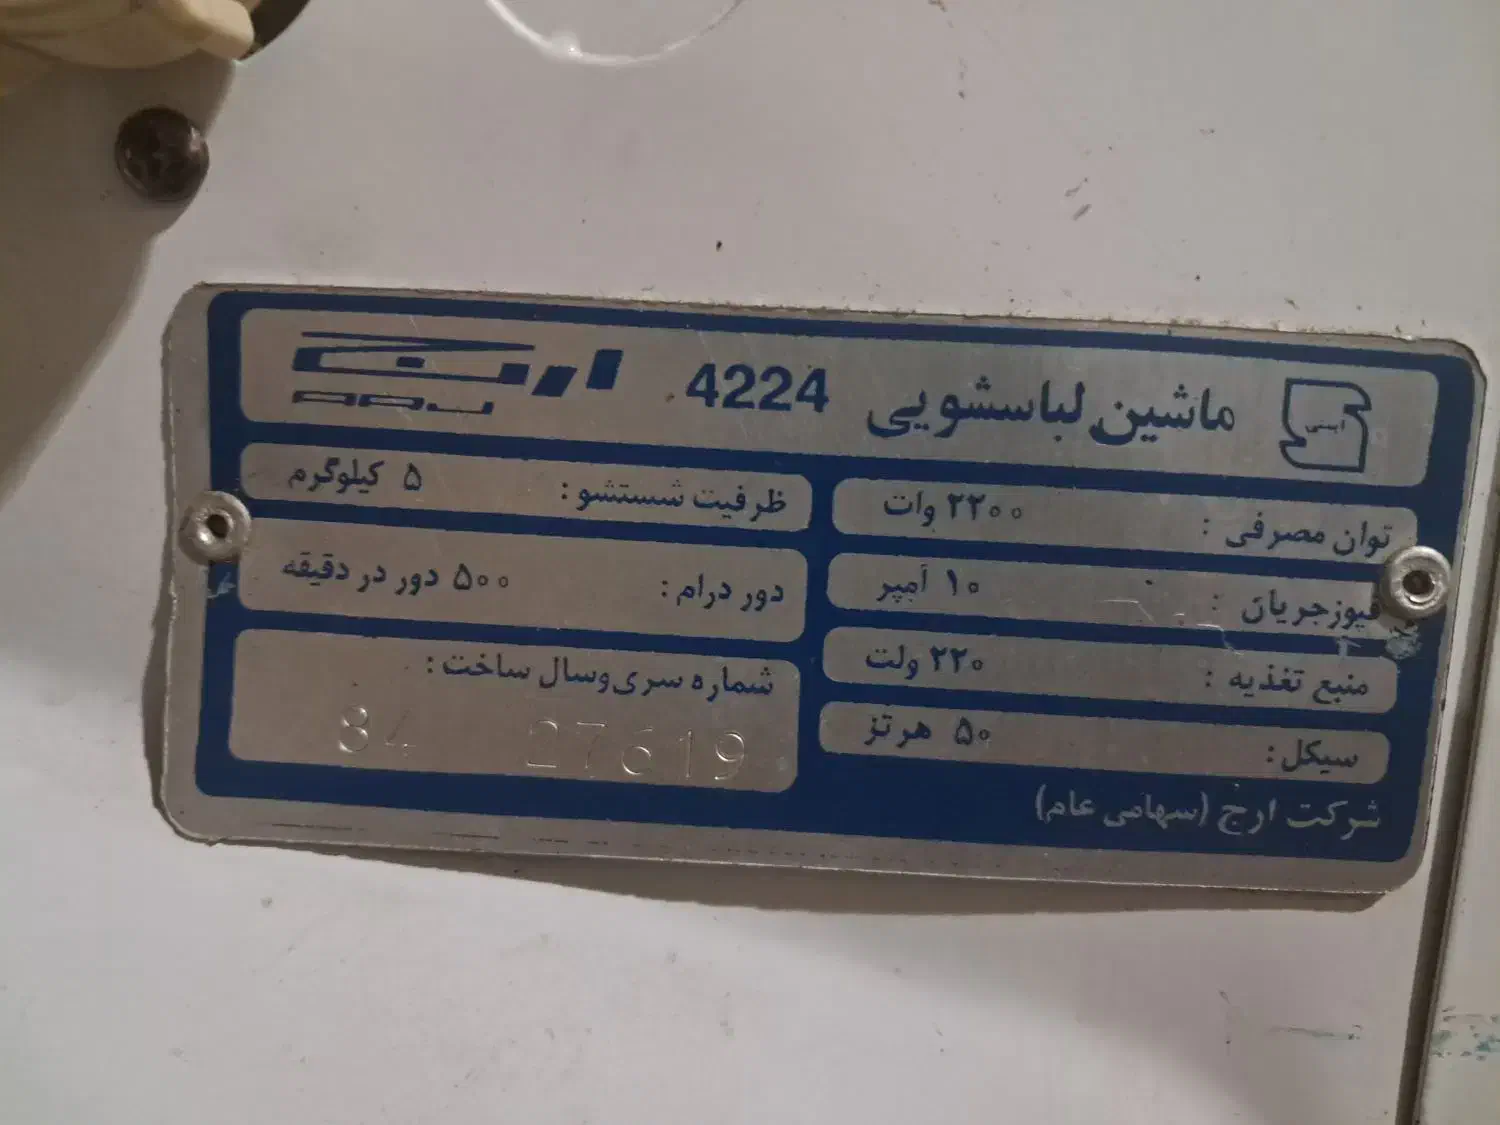 ایمنی
ماشین لباسشویی 4224 ارج
ARJ
توان مصرفی : ۲۲۰۰ وات
فیوزجریان : ۱۰ آمپر
منبع تغذیه : ۲۲۰ ولت
سیکل : ۵۰ هرتز
ظرفیت شستشو : ۵ کیلوگرم
دور درام : ۵۰۰ دور در دقیقه
شماره سری وسال ساخت :
84 27619
شرکت ارج (سهامی عام)